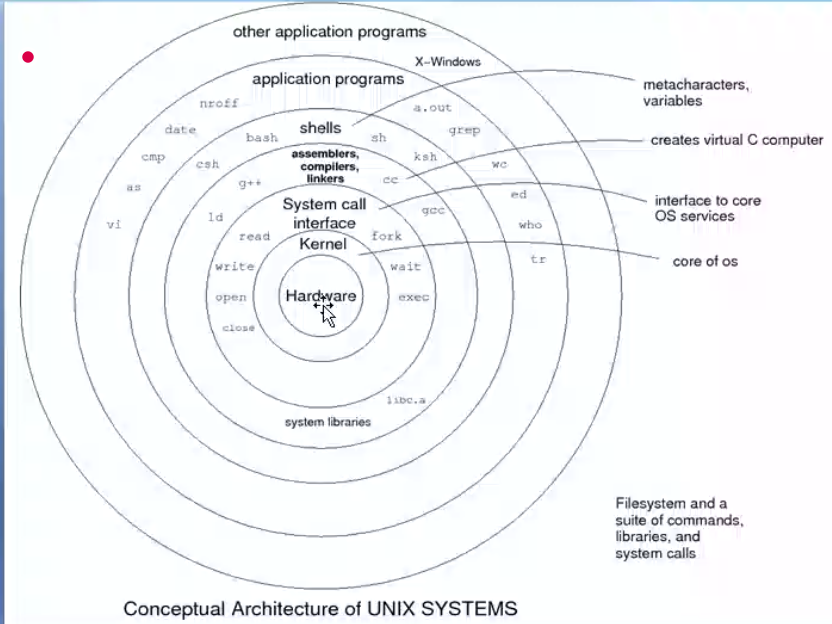 other application programs
X-Windows
application programs
metacharacters,
variables
nroff
a.out
shells
date
grep
bash
sh
creates virtual C computer
cmp
assemblers,
compilers,
linkers
csh
ksh
wc
as
g++
cc
ed
interface to core
OS services
System call
interface
ld
gcc
vi
who
read
fork
Kernel
core of os
tr
write
wait
Hardware
open
exec
close
libc.a
system libraries
Filesystem and a
suite of commands,
libraries, and
system calls
Conceptual Architecture of UNIX SYSTEMS